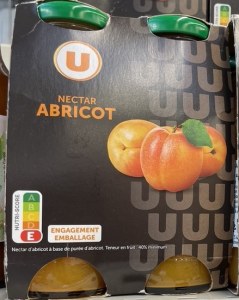 U
NECTAR
ABRICOT
NUTRI-SCORE
A
B
C
D
E
ENGAGEMENT
EMBALLAGE
Nectar d'abricot à base de purée d'abricot. Teneur en fruit : 40% minimum.